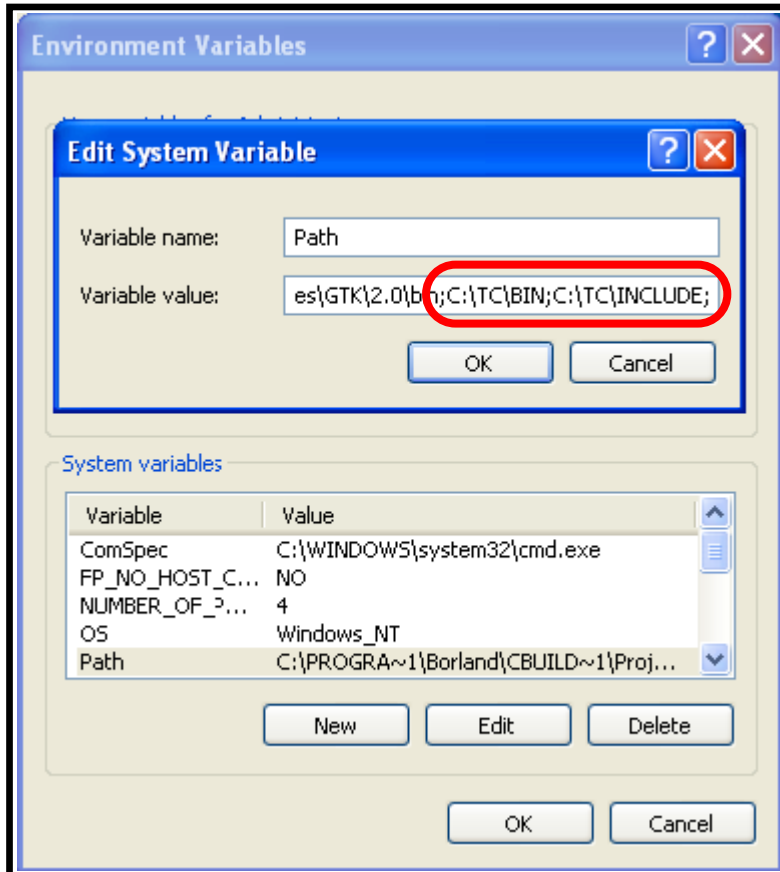 Environment Variables
Edit System Variable
Variable name:
Path
Variable value:
es\GTK\2.0\bin;C:\TC\BIN;C:\TC\INCLUDE;
OK
Cancel
System variables
Variable Value
ComSpec C:\WINDOWS\system32\cmd.exe
FP_NO_HOST_C... NO
NUMBER_OF_P... 4
OS Windows_NT
Path C:\PROGRA~1\Borland\CBUILD~1\Proj...
New
Edit
Delete
OK
Cancel